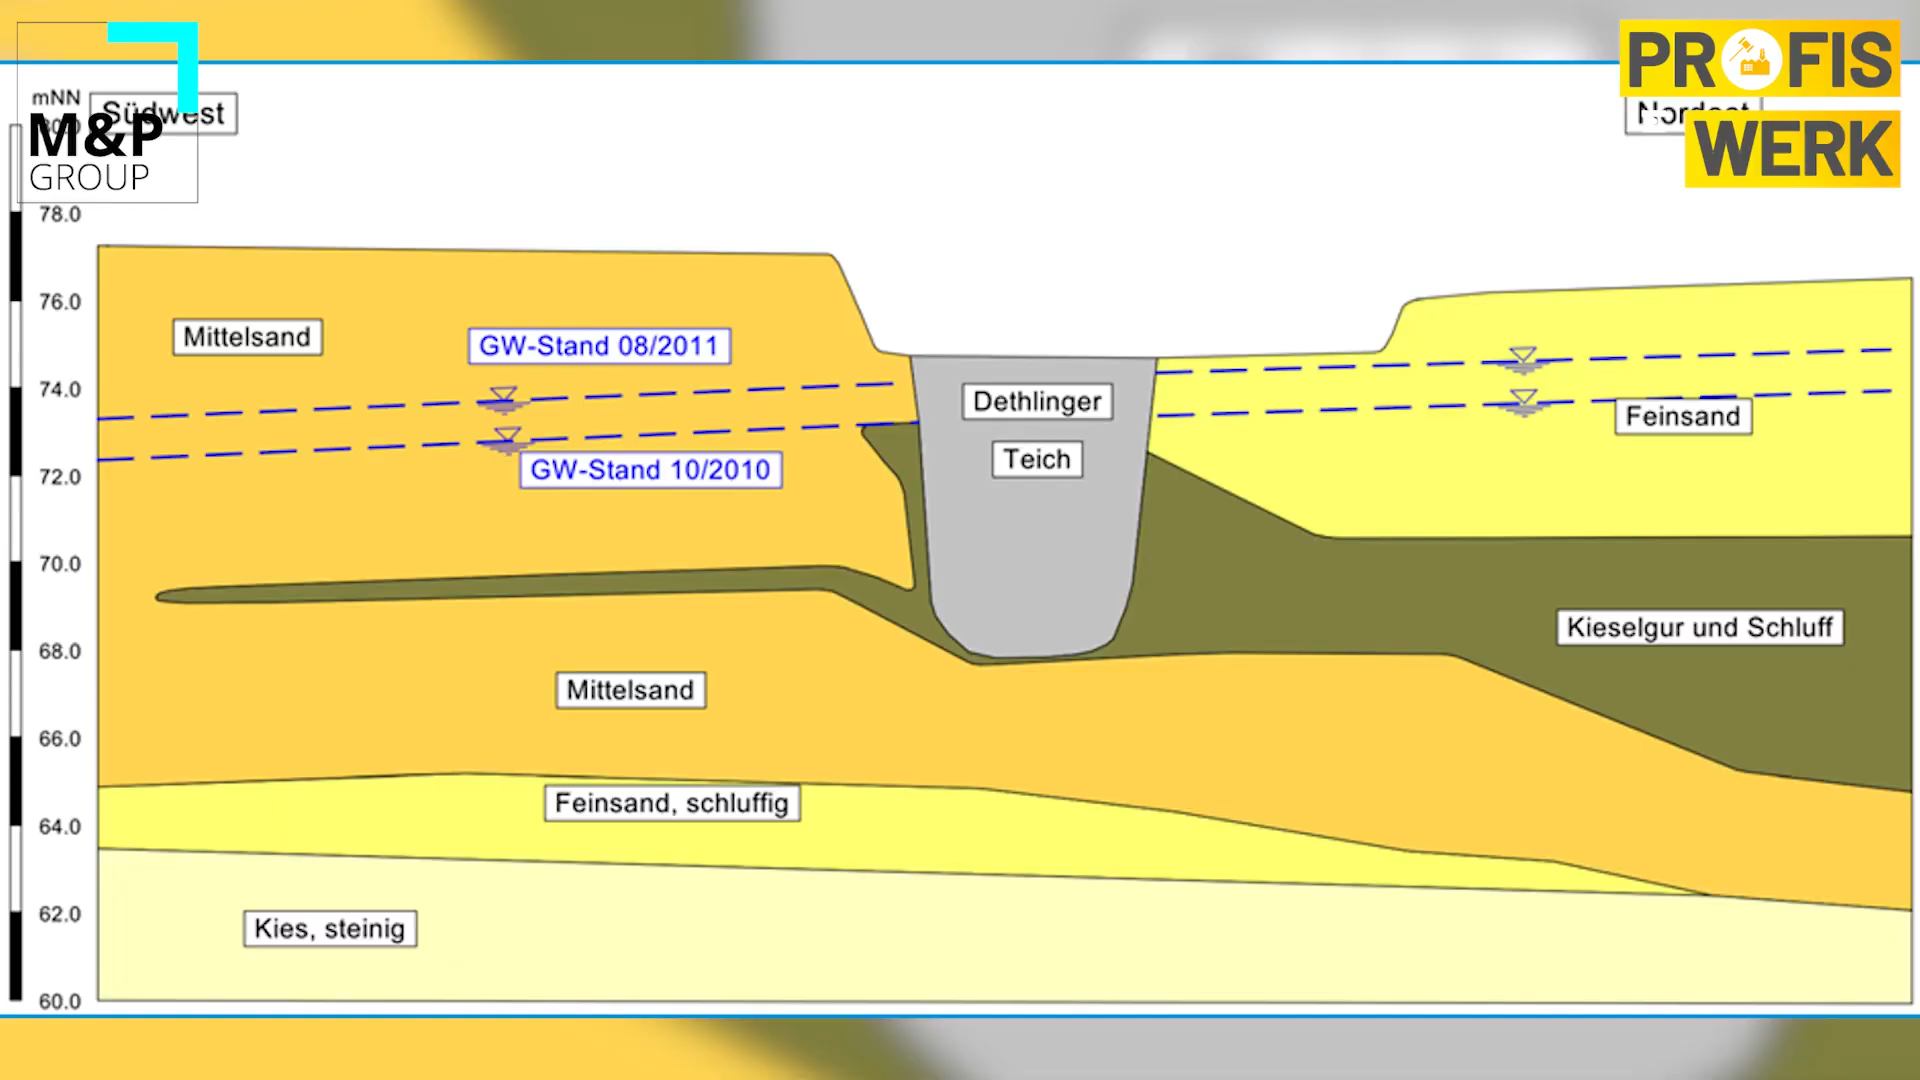 mNN
Südwest
M&P
GROUP
PROFIS
WERK
78.0
76.0
74.0
72.0
70.0
68.0
66.0
64.0
62.0
60.0
Mittelsand
GW-Stand 08/2011
GW-Stand 10/2010
Dethlinger
Teich
Feinsand
Kieselgur und Schluff
Mittelsand
Feinsand, schluffig
Kies, steinig